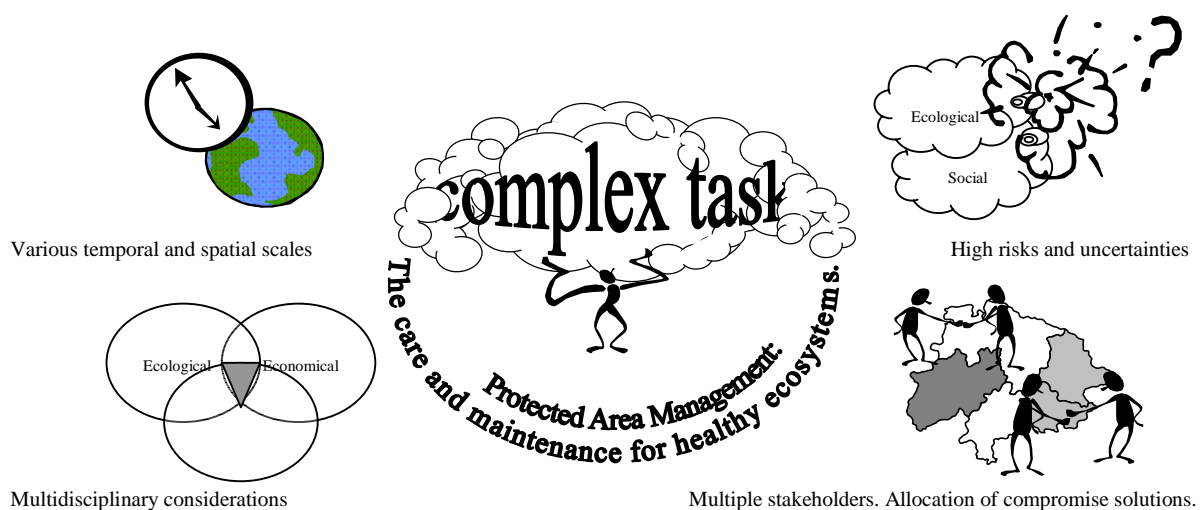 Ecological
Social
complex task
Various temporal and spatial scales
High risks and uncertainties
Ecological
Economical
Protected Area Management:
The care and maintenance for healthy ecosystems.
Multidisciplinary considerations
Multiple stakeholders. Allocation of compromise solutions.